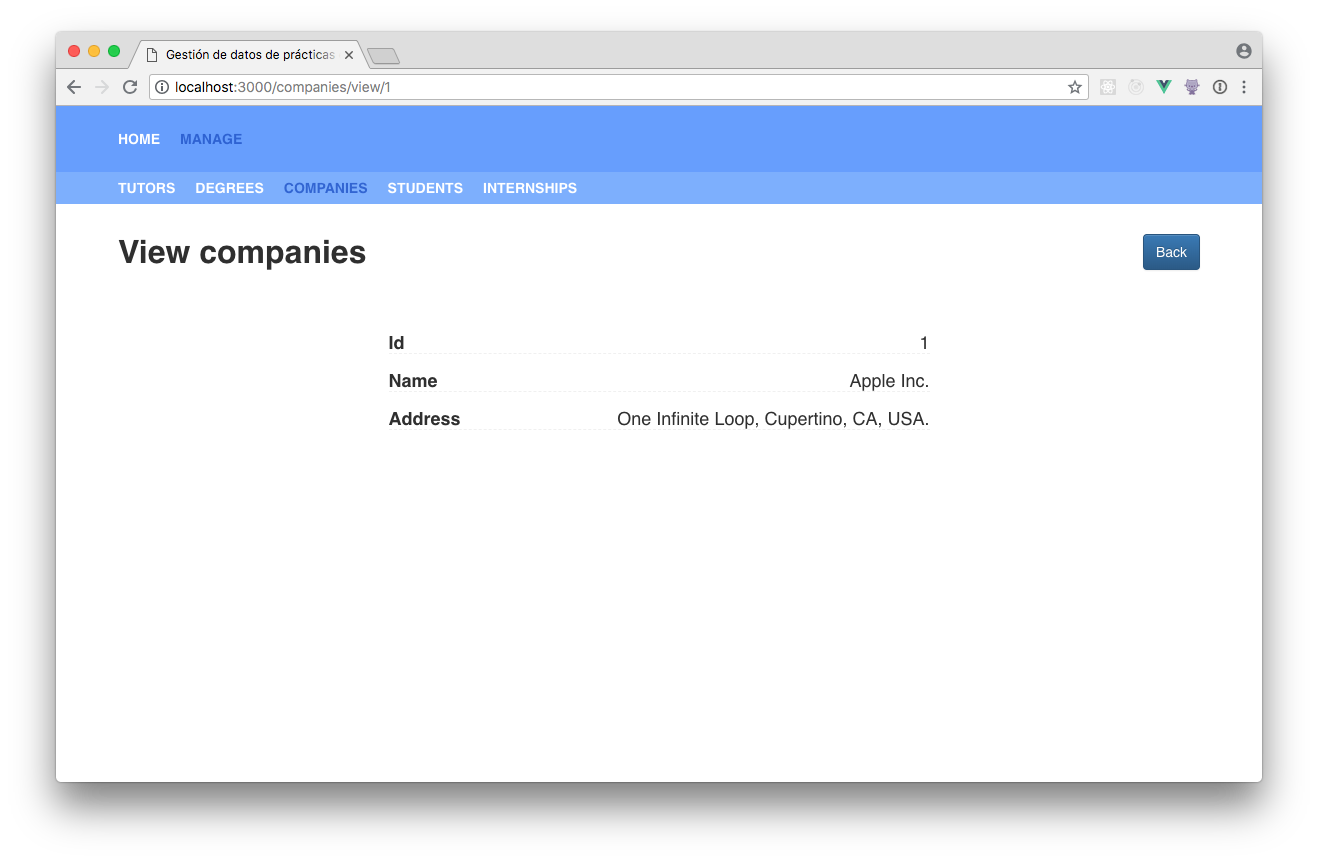 Gestión de datos de prácticas
localhost:3000/companies/view/1
HOME MANAGE
TUTORS DEGREES COMPANIES STUDENTS INTERNSHIPS
View companies Back
Id 1
Name Apple Inc.
Address One Infinite Loop, Cupertino, CA, USA.